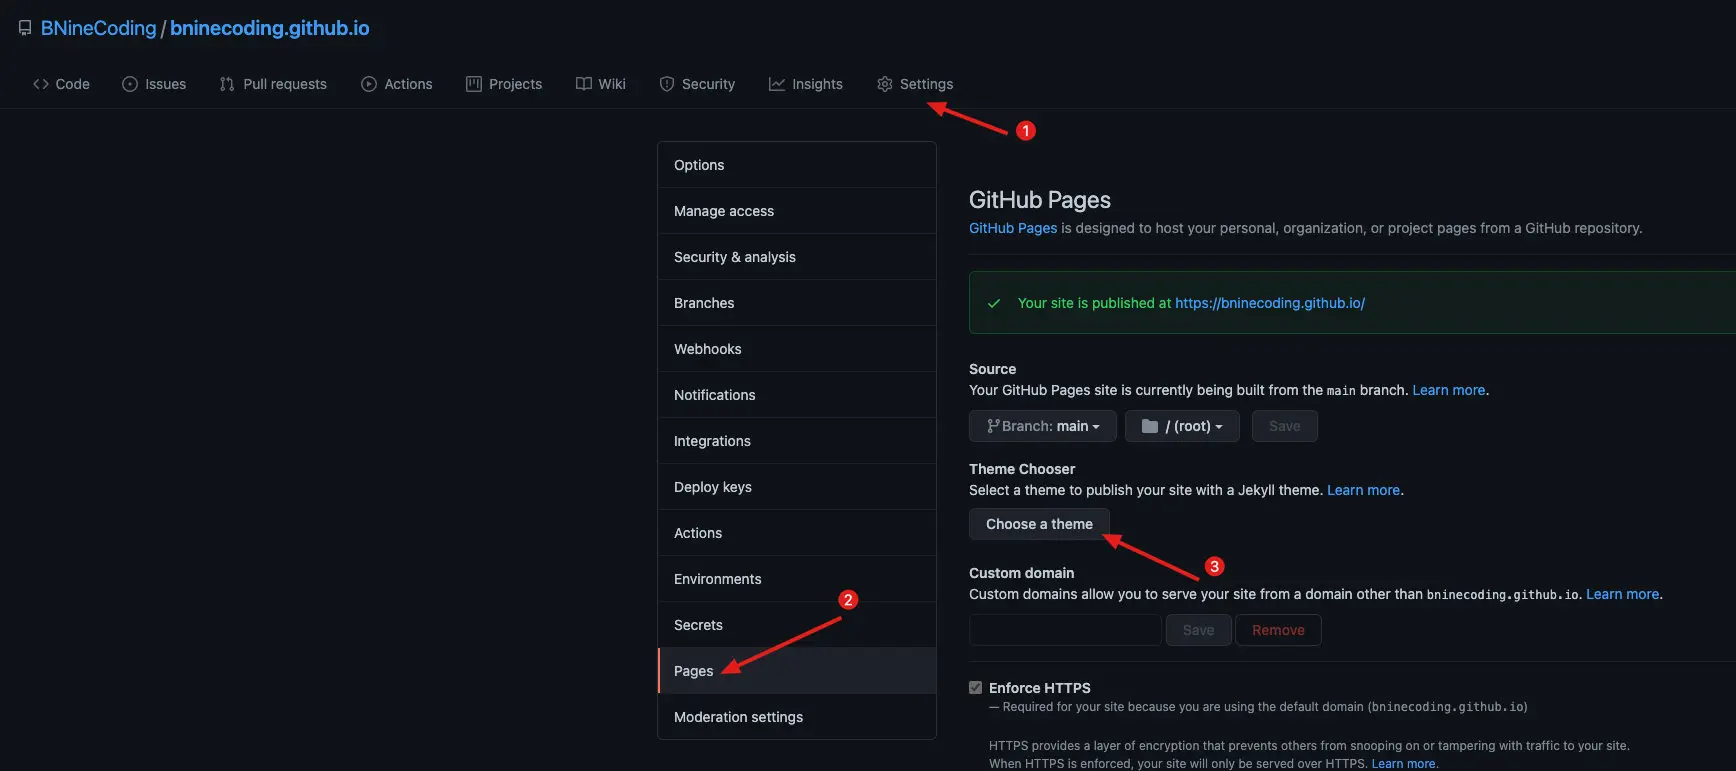 BNineCoding / bninecoding.github.io
Code Issues Pull requests Actions Projects Wiki Security Insights Settings
1
Options
Manage access
Security & analysis
Branches
Webhooks
Notifications
Integrations
Deploy keys
Actions
Environments
2
Secrets
Pages
Moderation settings
GitHub Pages
GitHub Pages is designed to host your personal, organization, or project pages from a GitHub repository.
Your site is published at https://bninecoding.github.io/
Source
Your GitHub Pages site is currently being built from the main branch. Learn more.
Branch: main / (root) Save
Theme Chooser
Select a theme to publish your site with a Jekyll theme. Learn more.
Choose a theme
3
Custom domain
Custom domains allow you to serve your site from a domain other than bninecoding.github.io. Learn more.
Save Remove
Enforce HTTPS
— Required for your site because you are using the default domain (bninecoding.github.io)
HTTPS provides a layer of encryption that prevents others from snooping on or tampering with traffic to your site.
When HTTPS is enforced, your site will only be served over HTTPS. Learn more.